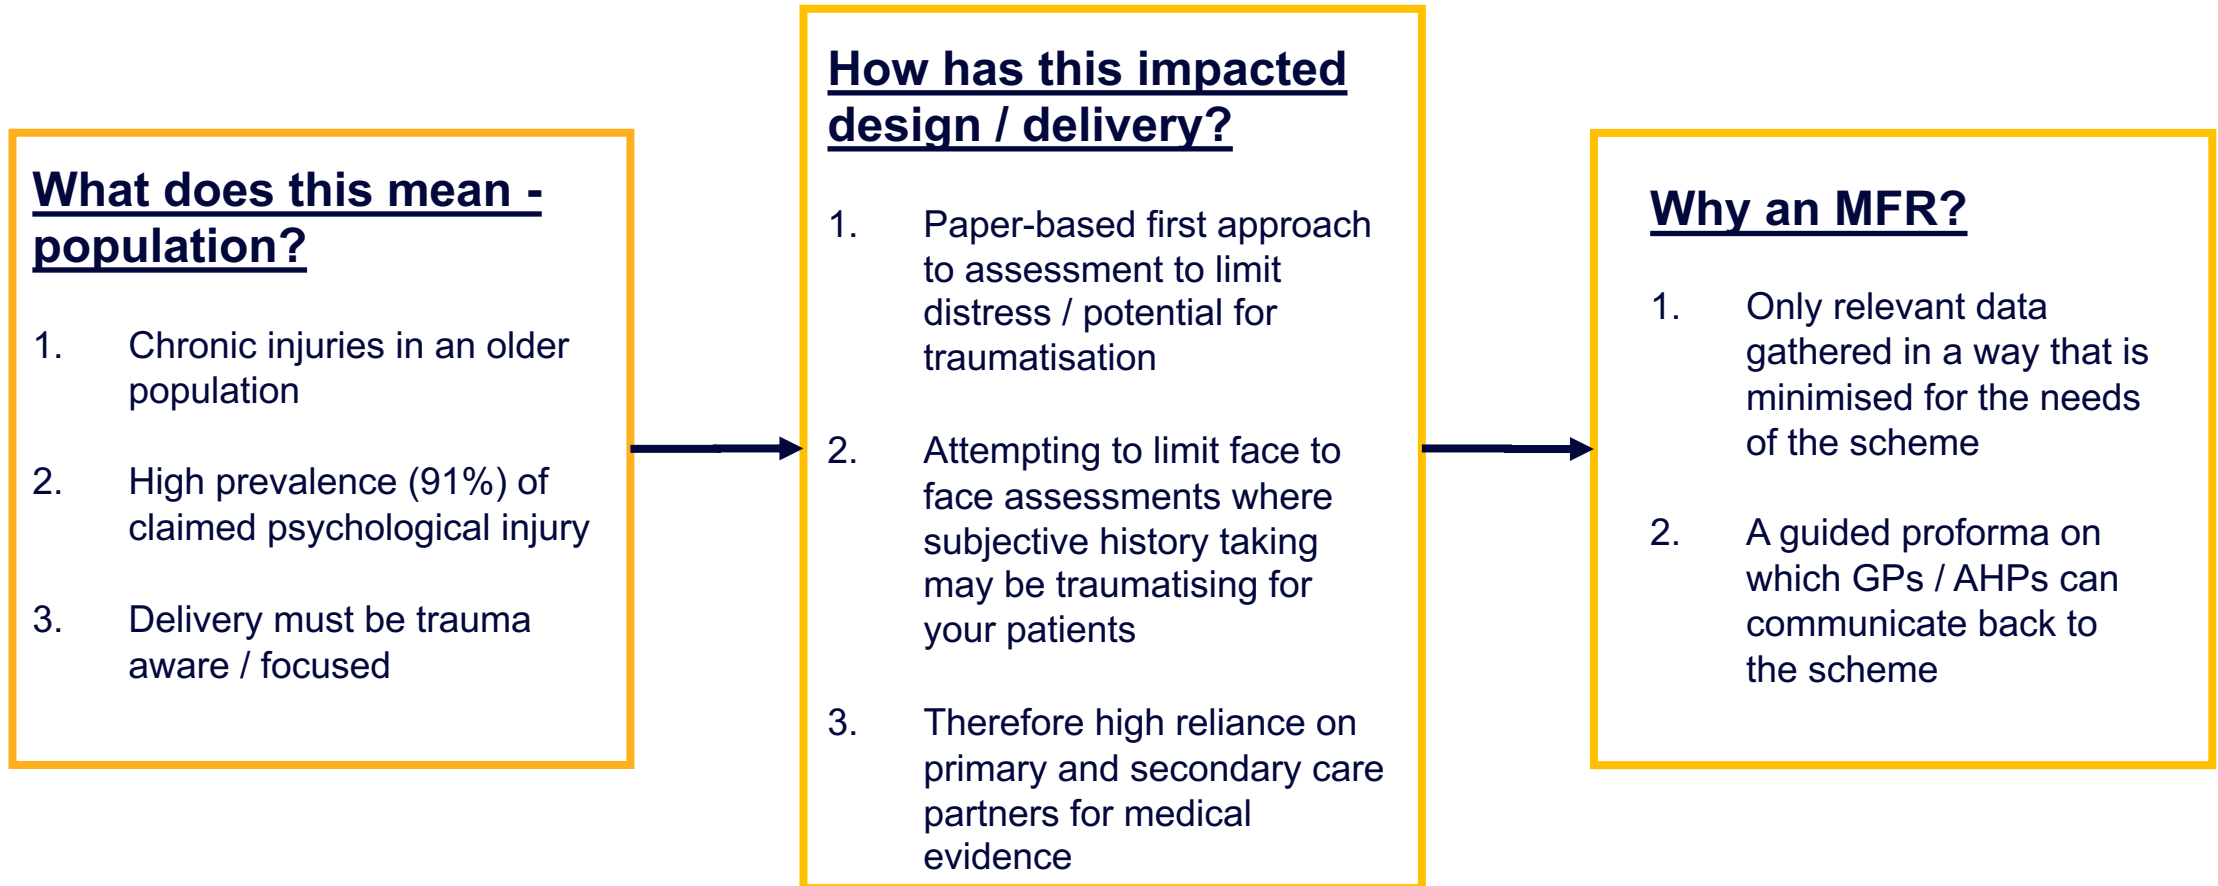 What does this mean -
population?
1. Chronic injuries in an older
population
2. High prevalence (91%) of
claimed psychological injury
3. Delivery must be trauma
aware / focused
How has this impacted
design / delivery?
1. Paper-based first approach
to assessment to limit
distress / potential for
traumatisation
2. Attempting to limit face to
face assessments where
subjective history taking
may be traumatising for
your patients
3. Therefore high reliance on
primary and secondary care
partners for medical
evidence
Why an MFR?
1. Only relevant data
gathered in a way that is
minimised for the needs
of the scheme
2. A guided proforma on
which GPs / AHPs can
communicate back to
the scheme